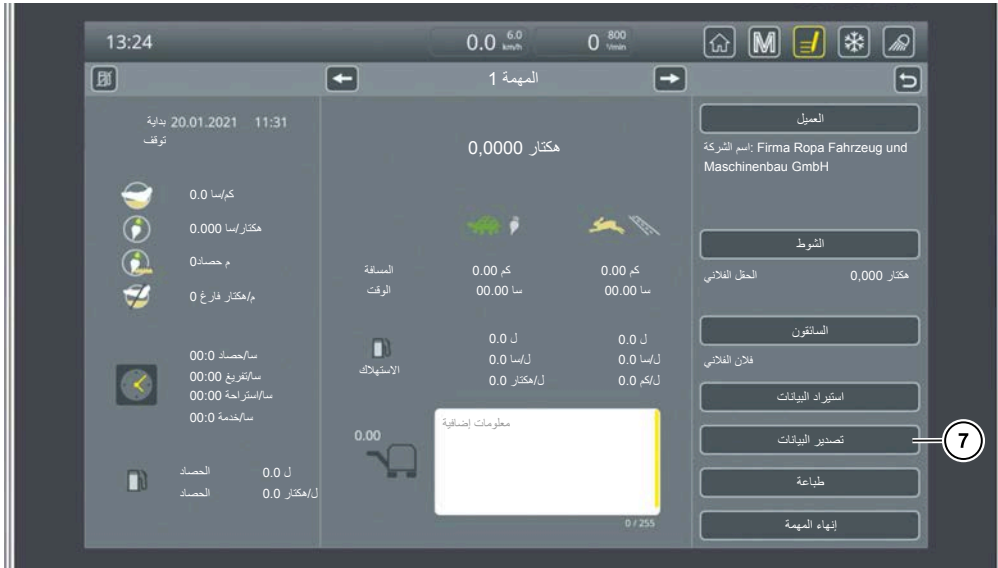 13:24
0.0 6.0 km/h
0 800 1/min
M
المهمة 1
بداية 20.01.2021 11:31
توقف
كم/سا 0.0
هكتار/سا 0.000
م حصاد0
م/هكتار فارغ 0
سا/حصاد 00:0
سا/تفريغ 00:00
سا/استراحة 00:00
سا/خدمة 00:0
الحصاد ل 0.0
الحصاد ل/هكتار 0.0
هكتار 0,0000
المسافة كم 0.00 كم 0.00
الوقت سا 00.00 سا 00.00
ل 0.0 ل 0.0
ل/سا 0.0 ل/سا 0.0
الاستهلاك
ل/هكتار 0.0 ل/كم 0.0
0.00
معلومات إضافية
0 / 255
العميل
اسم الشركة: Firma Ropa Fahrzeug und
Maschinenbau GmbH
الشوط
الحقل الفلاني هكتار 0,000
السائقون
فلان الفلاني
استيراد البيانات
تصدير البيانات
7
طباعة
إنهاء المهمة